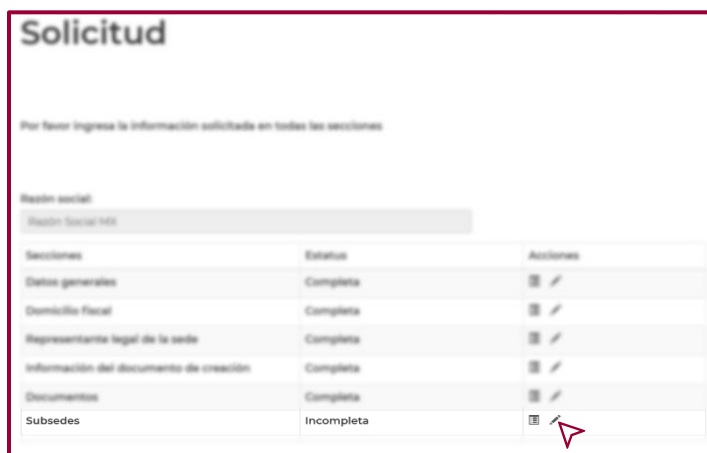 Solicitud
Por favor ingresa la información solicitada en todas las secciones
Razón social:
Razón Social MX
Secciones Estatus Acciones
Datos generales Completa
Domicilio fiscal Completa
Representante legal de la sede Completa
Información del documento de creación Completa
Documentos Completa
Subsedes Incompleta